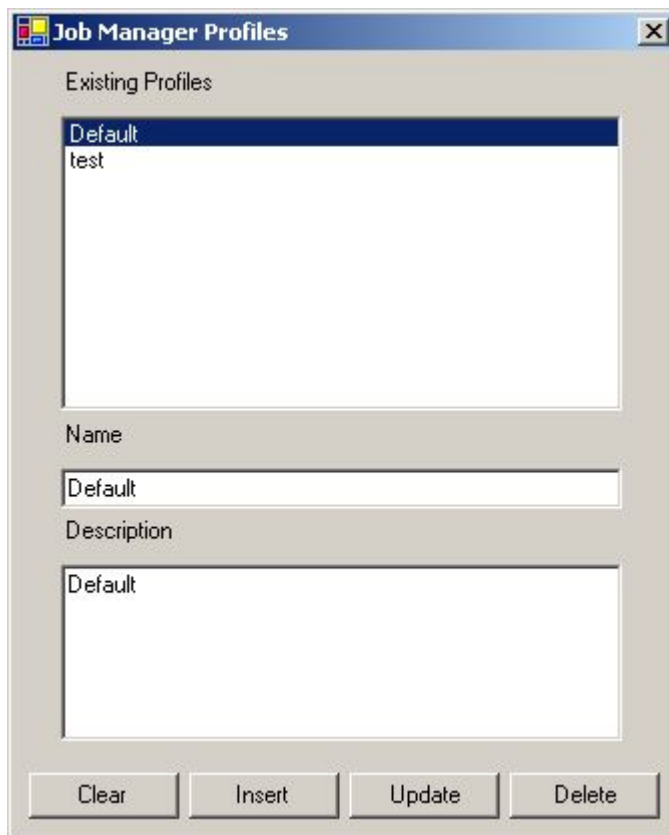 Job Manager Profiles
Existing Profiles
Default
test
Name
Default
Description
Default
Clear Insert Update Delete